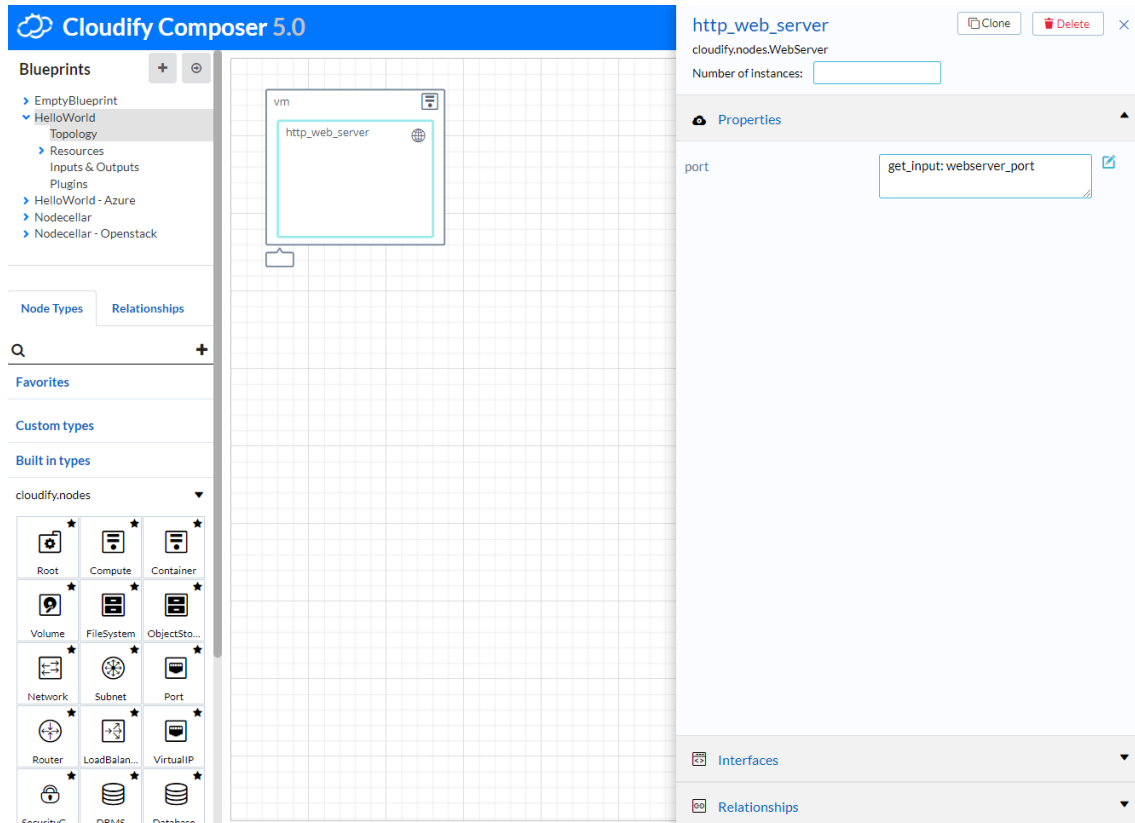 Cloudify Composer 5.0
Blueprints
EmptyBlueprint
HelloWorld
Topology
Resources
Inputs & Outputs
Plugins
HelloWorld - Azure
Nodecellar
Nodecellar - Openstack
Node Types
Relationships
Favorites
Custom types
Built in types
cloudify.nodes
Root
Compute
Container
Volume
FileSystem
ObjectSto...
Network
Subnet
Port
Router
LoadBalan...
VirtualIP
SecurityG...
DBMS
Database
vm
http_web_server
http_web_server
Clone
Delete
cloudify.nodes.WebServer
Number of instances:
Properties
port
get_input: webserver_port
Interfaces
Relationships